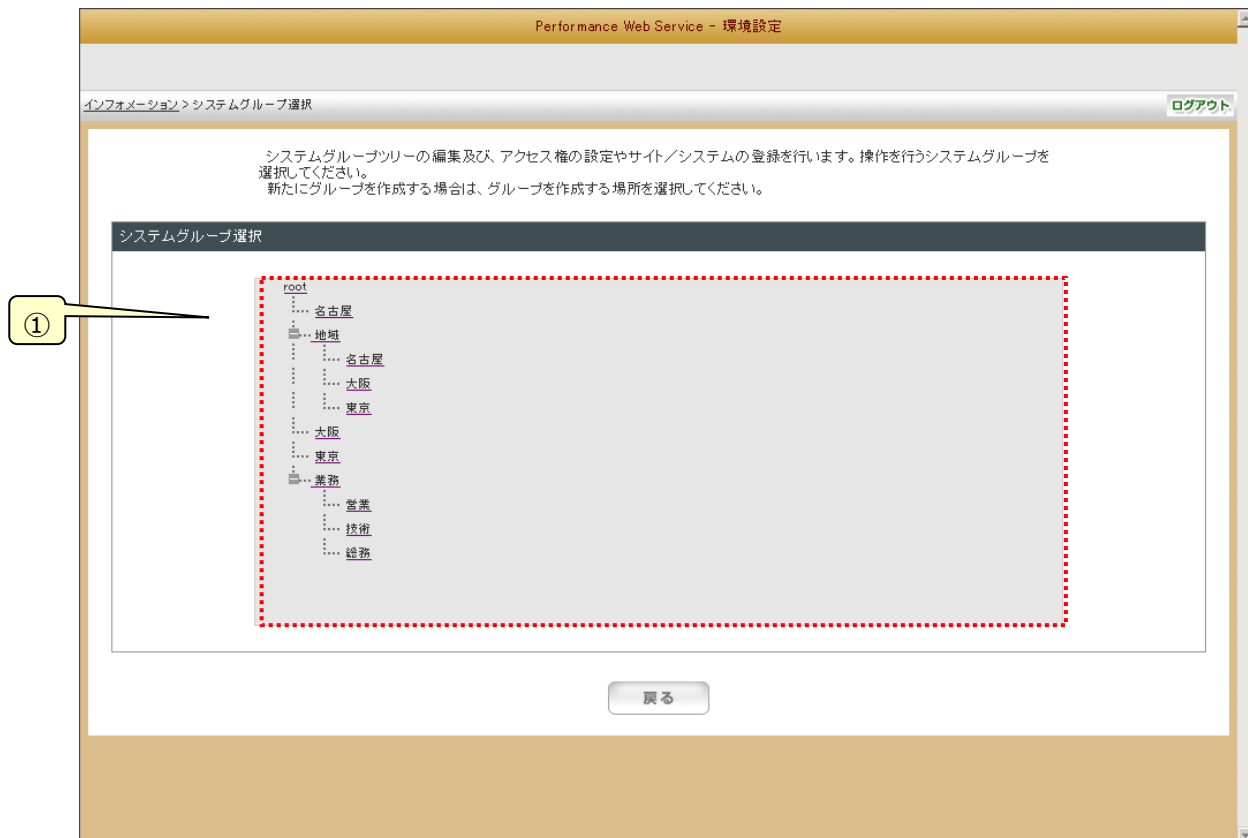 Performance Web Service - 環境設定
インフォメーション > システムグループ選択
ログアウト
システムグループツリーの編集及び、アクセス権の設定やサイト／システムの登録を行います。操作を行うシステムグループを
選択してください。
新たにグループを作成する場合は、グループを作成する場所を選択してください。
システムグループ選択
①
root
名古屋
地域
名古屋
大阪
東京
大阪
東京
業務
営業
技術
総務
戻る